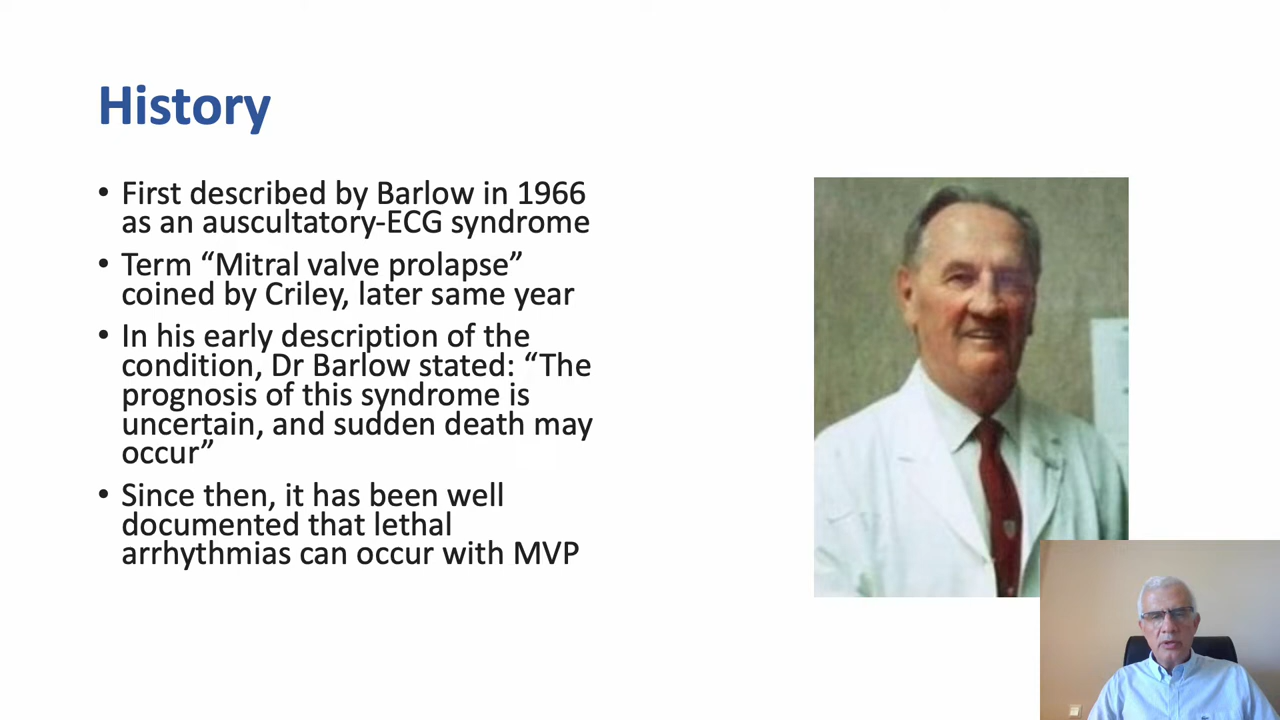 History
• First described by Barlow in 1966
as an auscultatory-ECG syndrome
• Term “Mitral valve prolapse”
coined by Criley, later same year
• In his early description of the
condition, Dr Barlow stated: “The
prognosis of this syndrome is
uncertain, and sudden death may
occur”
• Since then, it has been well
documented that lethal
arrhythmias can occur with MVP